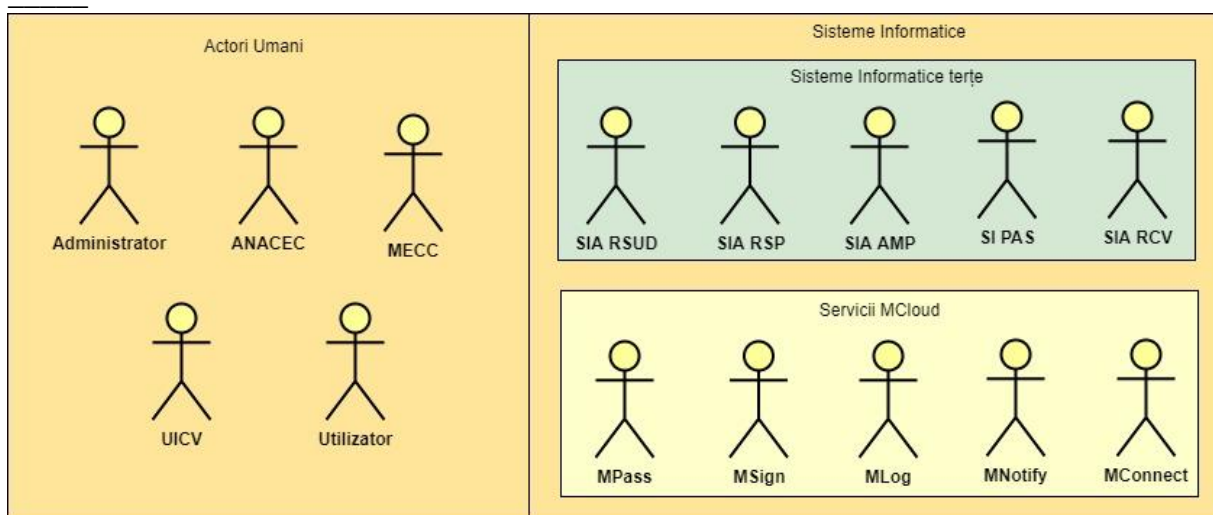 Actori Umani
Administrator ANACEC MECC
UICV Utilizator
Sisteme Informatice
Sisteme Informatice terțe
SIA RSUD SIA RSP SIA AMP SI PAS SIA RCV
Servicii MCloud
MPass MSign MLog MNotify MConnect